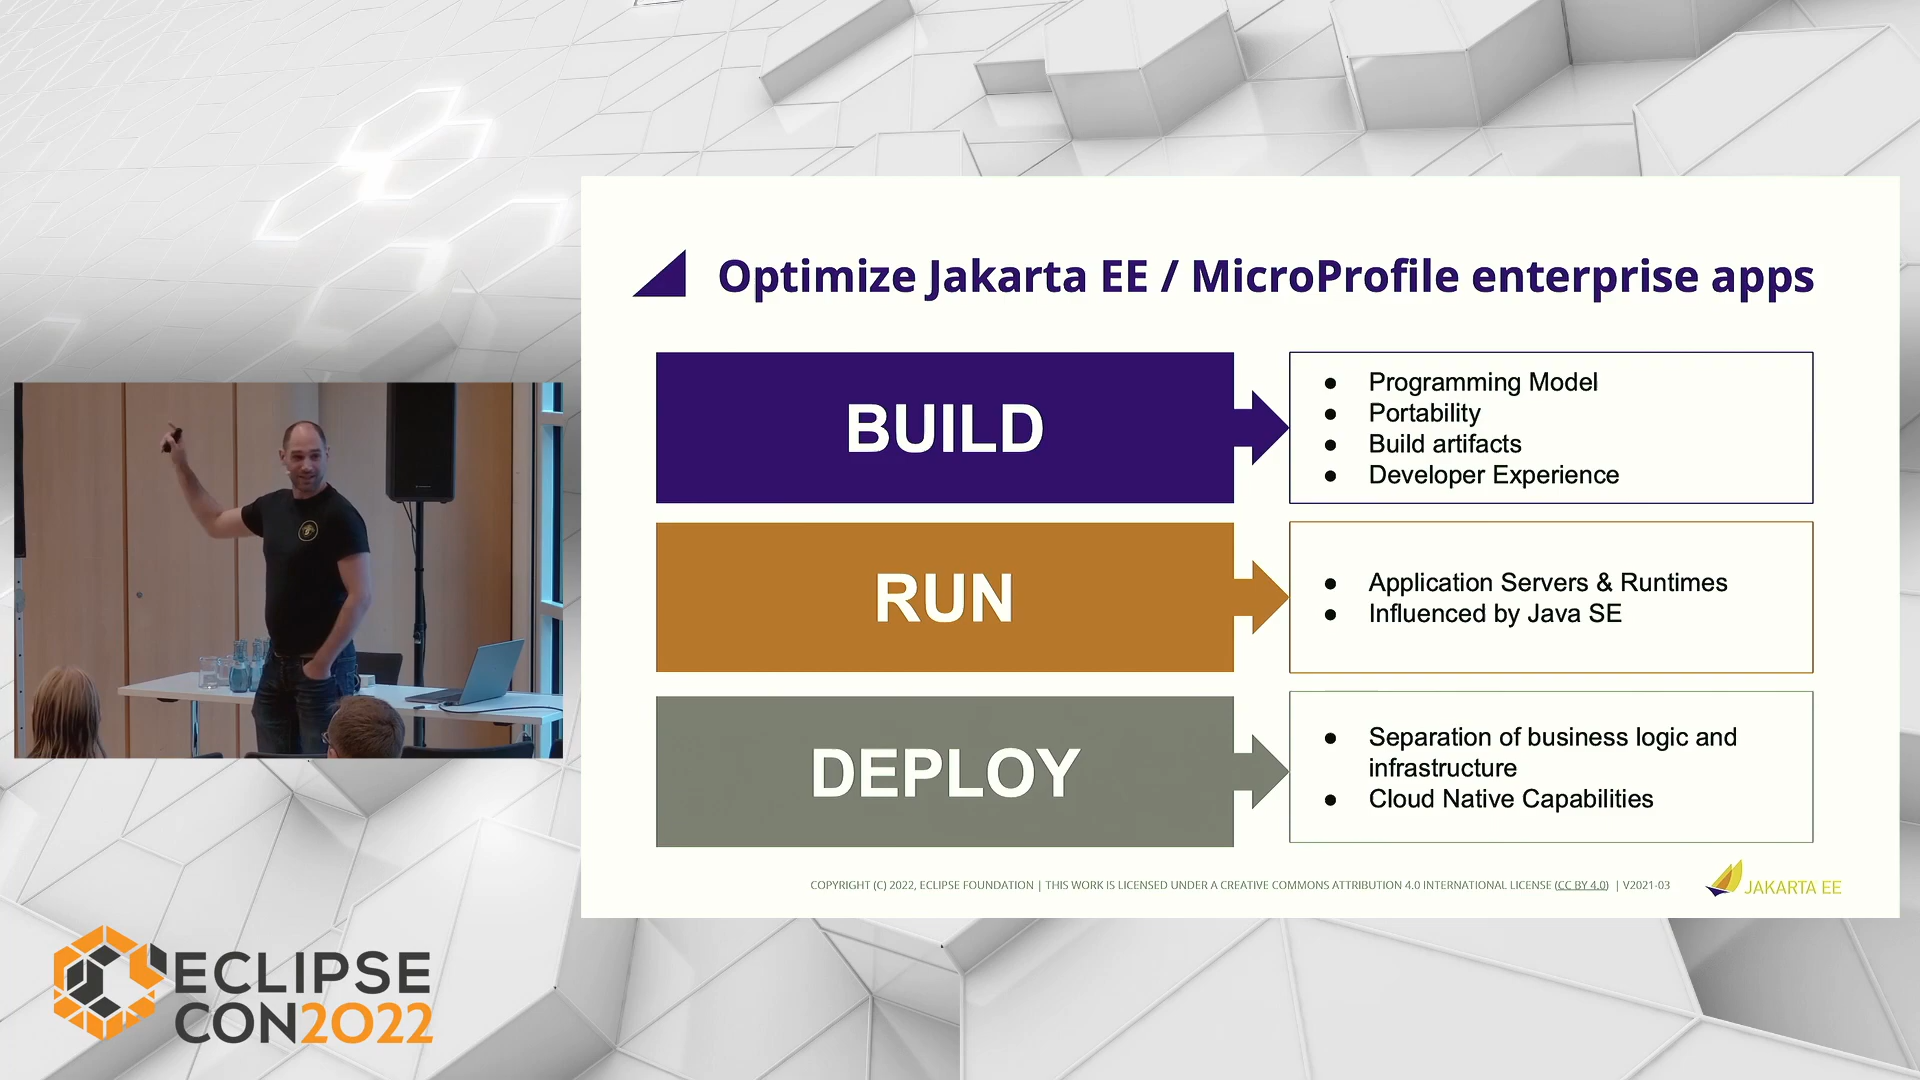 Optimize Jakarta EE / MicroProfile enterprise apps
BUILD
● Programming Model
● Portability
● Build artifacts
● Developer Experience
RUN
● Application Servers & Runtimes
● Influenced by Java SE
DEPLOY
● Separation of business logic and
infrastructure
● Cloud Native Capabilities
COPYRIGHT (C) 2022, ECLIPSE FOUNDATION | THIS WORK IS LICENSED UNDER A CREATIVE COMMONS ATTRIBUTION 4.0 INTERNATIONAL LICENSE (CC BY 4.0) | V2021-03
JAKARTA EE
ECLIPSE
CON2022